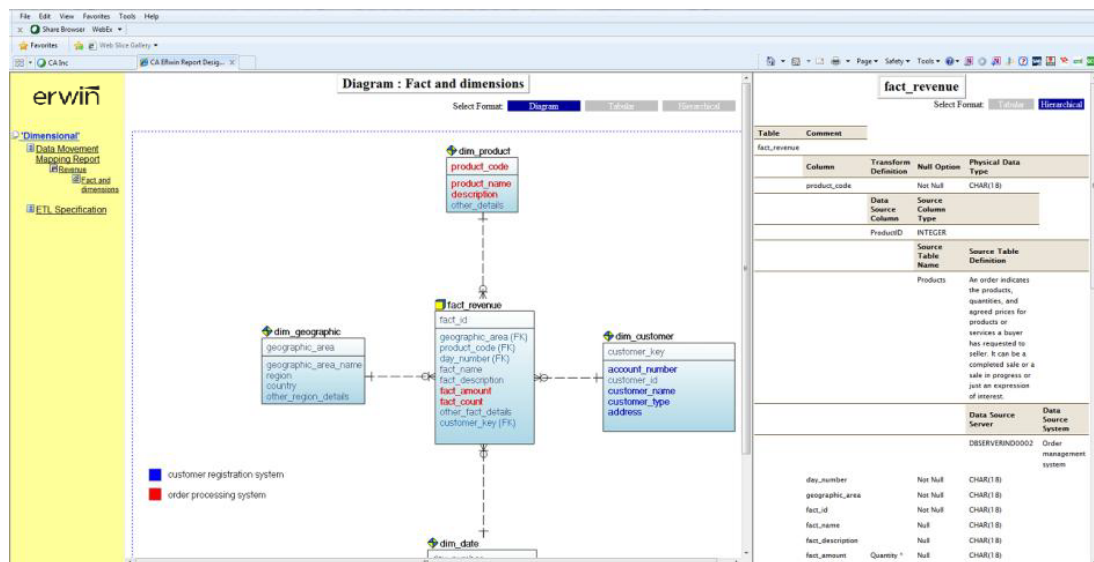 File Edit View Favorites Tools Help
x Share Browser WebEx
Favorites Web Slice Gallery
CA Inc CA ERwin Report Desig... X Page Safety Tools
erwin
'Dimensional'
Data Movement
Mapping Report
Revenue
Fact and
dimensions
ETL Specification
Diagram : Fact and dimensions
Select Format: Diagram Tabular Hierarchical
dim_product
product_code
product_name
description
other_details
fact_revenue
fact_id
geographic_area (FK)
product_code (FK)
day_number (FK)
fact_name
fact_description
fact_amount
fact_count
other_fact_details
customer_key (FK)
dim_geographic
geographic_area
geographic_area_name
region
country
other_region_details
dim_customer
customer_key
account_number
customer_id
customer_name
customer_type
address
customer registration system
order processing system
dim_date
fact_revenue
Select Format: Tabular Hierarchical
Table Comment
fact_revenue
Column Transform Definition Null Option Physical Data Type
product_code Not Null CHAR(18)
Data Source Column Source Column Type
ProductID INTEGER
Source Table Name Source Table Definition
Products An order indicates
the products,
quantities, and
agreed prices for
products or
services a buyer
has requested to
seller. It can be a
completed sale or a
sale in progress or
just an expression
of interest.
Data Source Server Data Source System
DBSERVERIND0002 Order management system
day_number Not Null CHAR(18)
geographic_area Not Null CHAR(18)
fact_id Not Null CHAR(18)
fact_name Null CHAR(18)
fact_description Null CHAR(18)
fact_amount Quantity * Null CHAR(18)